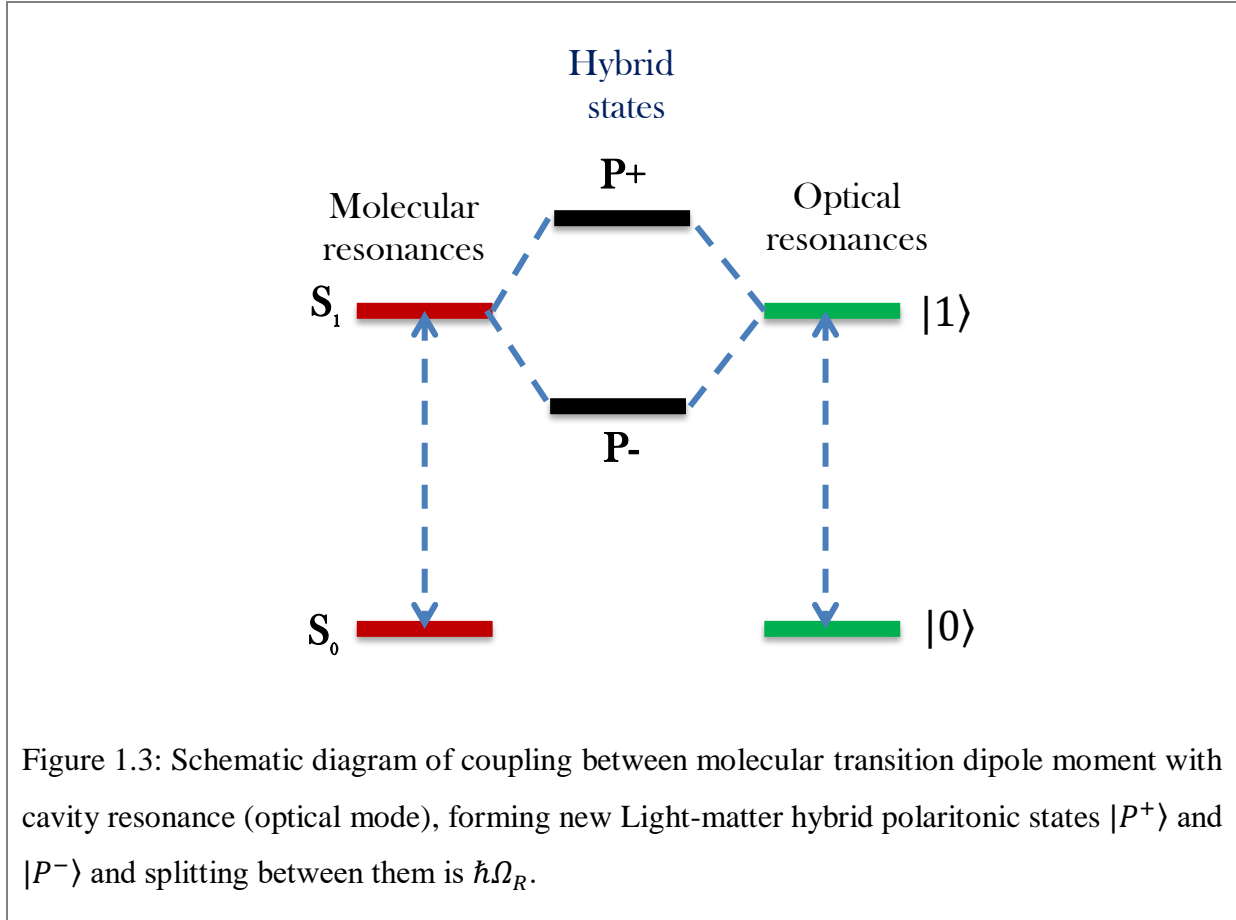 Hybrid
states
P+
Molecular
resonances
Optical
resonances
S₁
|1⟩
P-
S₀
|0⟩
Figure 1.3: Schematic diagram of coupling between molecular transition dipole moment with
cavity resonance (optical mode), forming new Light-matter hybrid polaritonic states |P⁺⟩ and
|P⁻⟩ and splitting between them is ℏΩ_R.